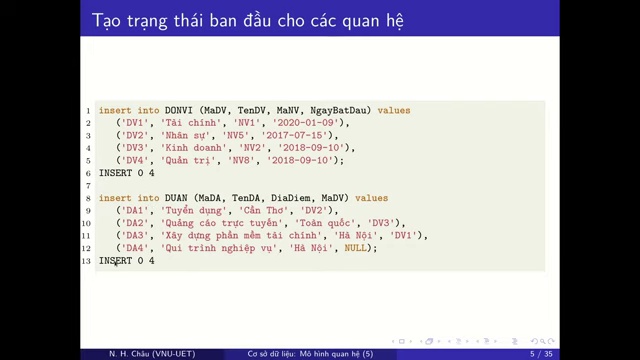 Tạo trạng thái ban đầu cho các quan hệ
1 insert into DONVI (MaDV, TenDV, MaNV, NgayBatDau) values
2 ('DV1', 'Tài chính', 'NV1', '2020-01-09'),
3 ('DV2', 'Nhân sự', 'NV5', '2017-07-15'),
4 ('DV3', 'Kinh doanh', 'NV2', '2018-09-10'),
5 ('DV4', 'Quản trị', 'NV8', '2018-09-10');
6 INSERT 0 4
7
8 insert into DUAN (MaDA, TenDA, DiaDiem, MaDV) values
9 ('DA1', 'Tuyển dụng', 'Cần Thơ', 'DV2'),
10 ('DA2', 'Quảng cáo trực tuyến', 'Toàn quốc', 'DV3'),
11 ('DA3', 'Xây dựng phần mềm tài chính', 'Hà Nội', 'DV1'),
12 ('DA4', 'Qui trình nghiệp vụ', 'Hà Nội', NULL);
13 INSERT 0 4
N. H. Châu (VNU-UET) Cơ sở dữ liệu: Mô hình quan hệ (5) 5 / 35